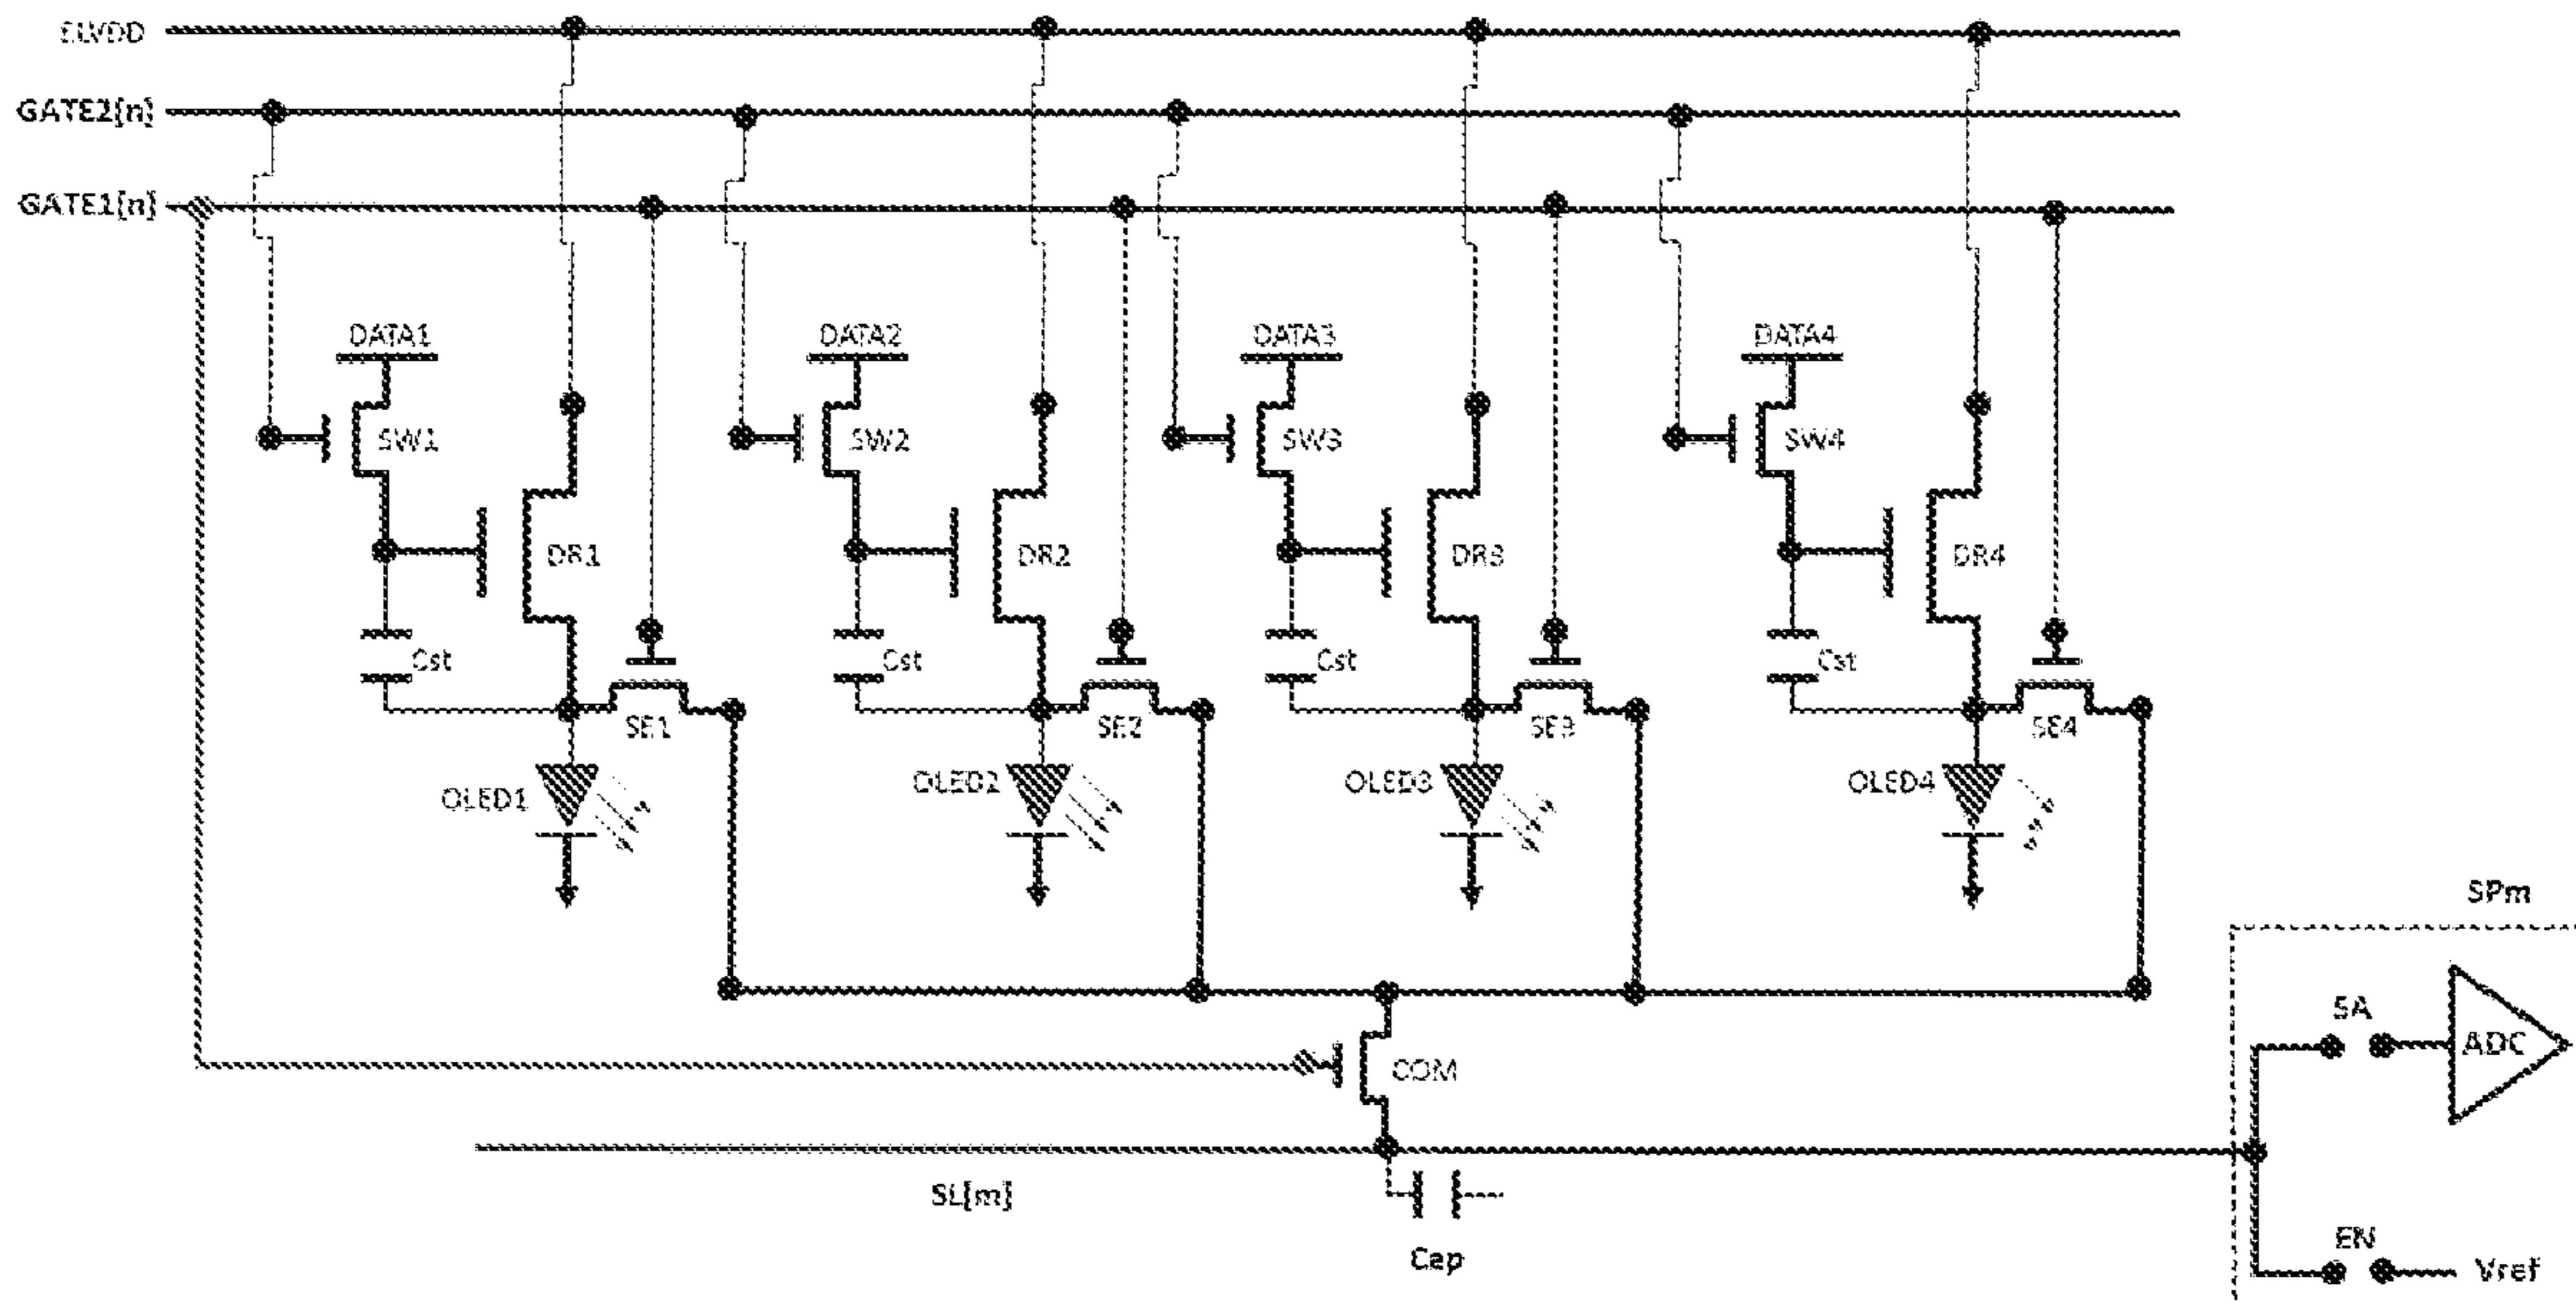 ELVDD
GATE2[n]
GATE1[n]
DATA1 DATA2 DATA3 DATA4
SW1 SW2 SW3 SW4
DR1 DR2 DR3 DR4
Cst Cst Cst Cst
SE1 SE2 SE3 SE4
OLED1 OLED2 OLED3 OLED4
SPm
SA
ADC
COM
SL[m]
EN
Cap
Vref